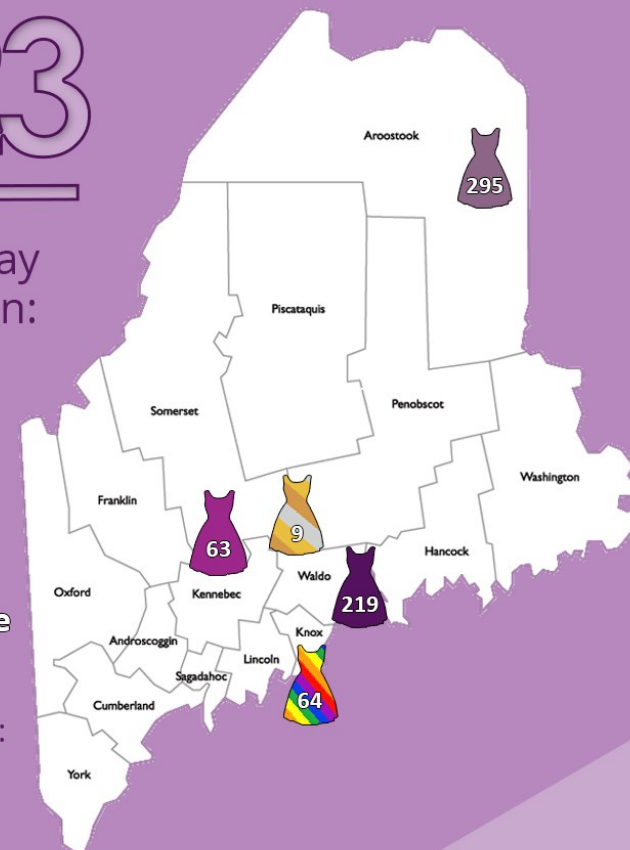 23
ay
n:
e
:
Aroostook
295
Piscataquis
Somerset
Penobscot
Washington
Franklin
63
9
Hancock
Oxford
Kennebec
Waldo
219
Androscoggin
Knox
Lincoln
Sagadahoc
64
Cumberland
York